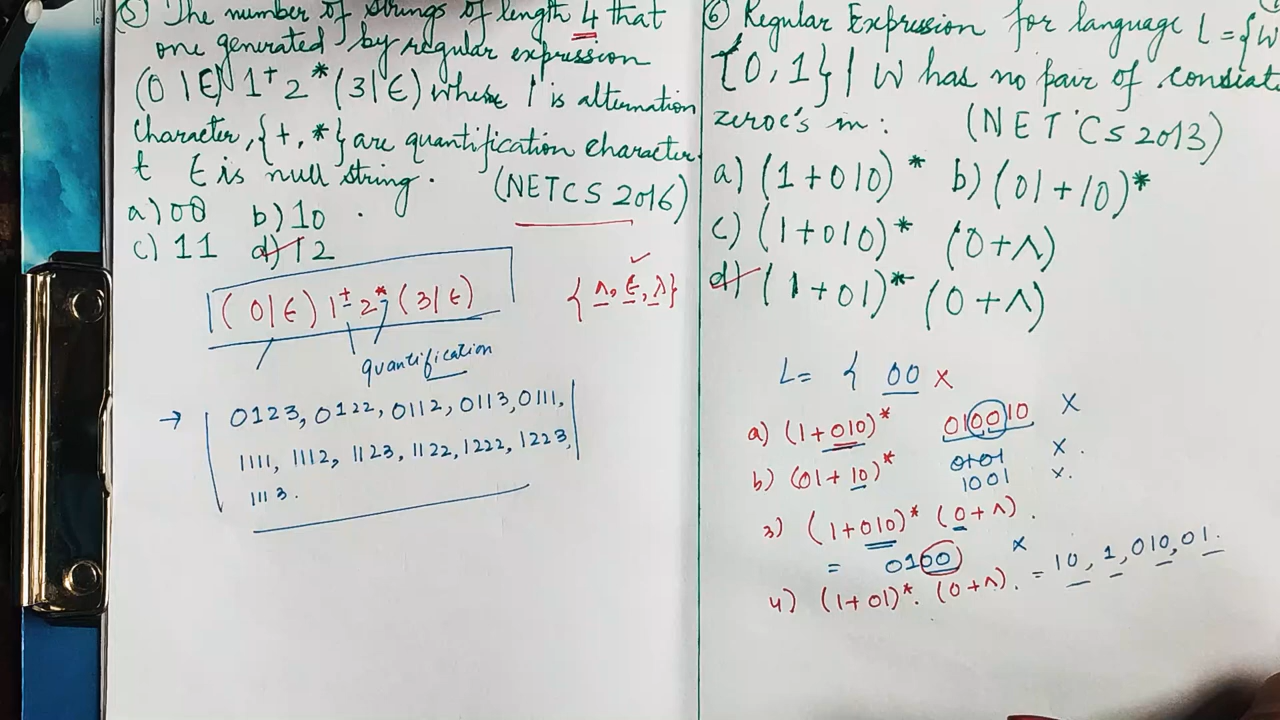 (5) The number of strings of length 4 that
one generated by regular expression
(0|ϵ) 1⁺2*(3|ϵ) where | is alternation
character, {+, *} are quantification character
t ϵ is null string. (NETCS 2016)
a) 08 b) 10
c) 11 d) 12
(0|ϵ) 1⁺2*(3|ϵ)
{^, ϵ, λ}
quantification
→ 0123, 0122, 0112, 0113, 0111,
1111, 1112, 1123, 1122, 1222, 1223,
1113.
(6) Regular Expression for language L = {W
{0, 1} | W has no pair of consicat
zeroe's in: (NET CS 2013)
a) (1+010)* b) (01+10)*
c) (1+010)* (0+^)
d) (1+01)* (0+^)
L= { 00 x
a) (1+010)* 010010 x
b) (01+10)* 0101 x.
1001 x.
3) (1+010)* (0+^).
= 0100 x
4) (1+01)*. (0+^). = 10, 1, 010, 01.